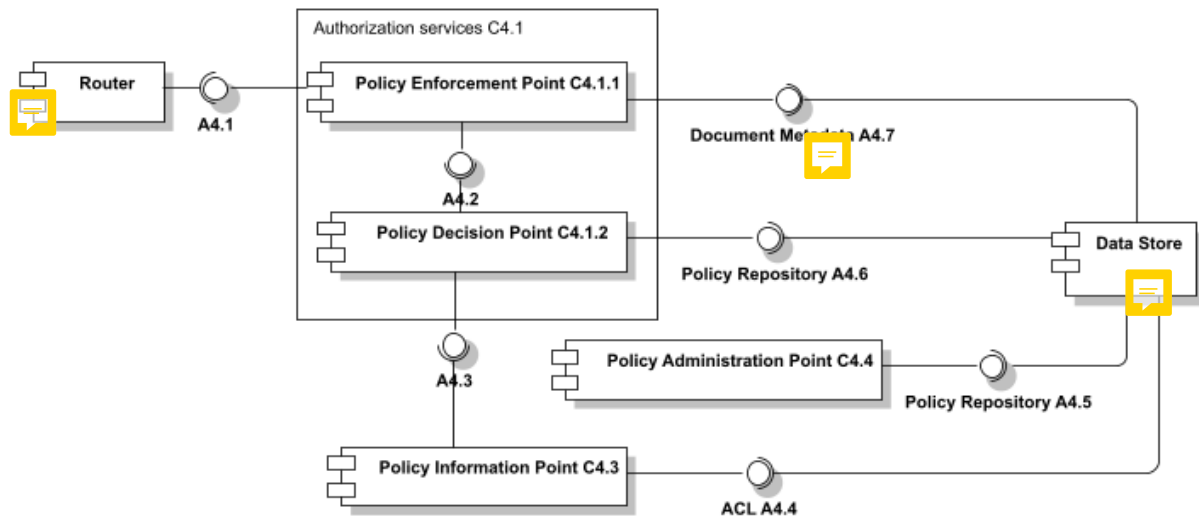 Authorization services C4.1
Router
Policy Enforcement Point C4.1.1
A4.1
Document Metadata A4.7
A4.2
Policy Decision Point C4.1.2
Data Store
Policy Repository A4.6
Policy Administration Point C4.4
A4.3
Policy Repository A4.5
Policy Information Point C4.3
ACL A4.4